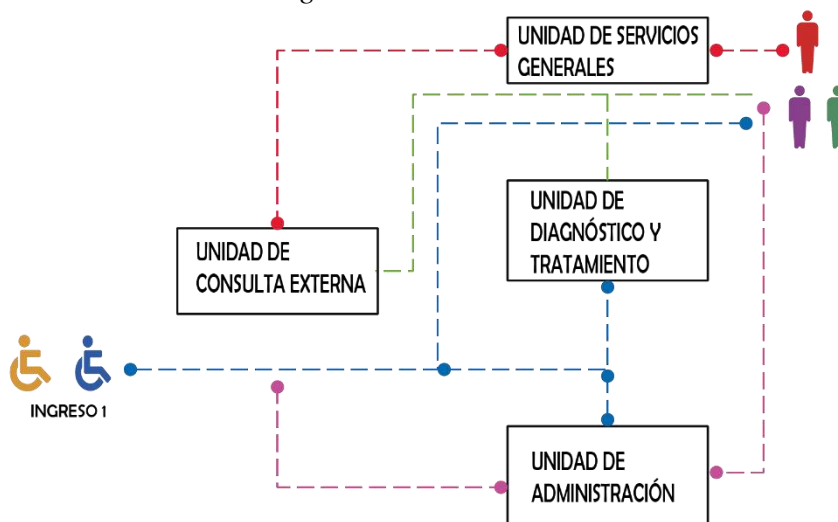 UNIDAD DE SERVICIOS
GENERALES
UNIDAD DE
DIAGNÓSTICO Y
TRATAMIENTO
UNIDAD DE
CONSULTA EXTERNA
INGRESO 1
UNIDAD DE
ADMINISTRACIÓN